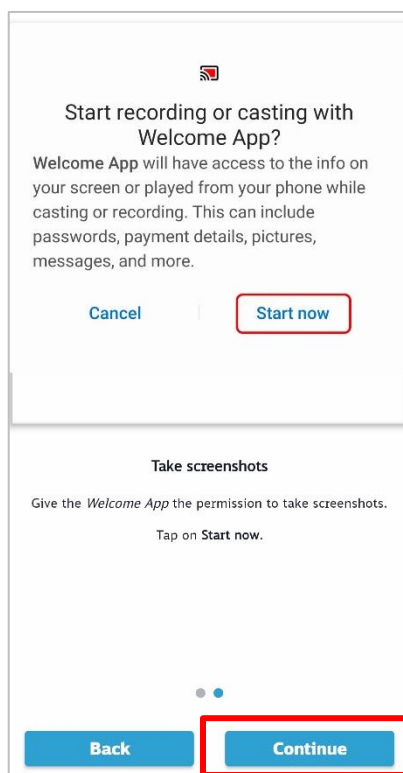 Start recording or casting with
Welcome App?
Welcome App will have access to the info on
your screen or played from your phone while
casting or recording. This can include
passwords, payment details, pictures,
messages, and more.
Cancel
Start now
Take screenshots
Give the Welcome App the permission to take screenshots.
Tap on Start now.
Back
Continue